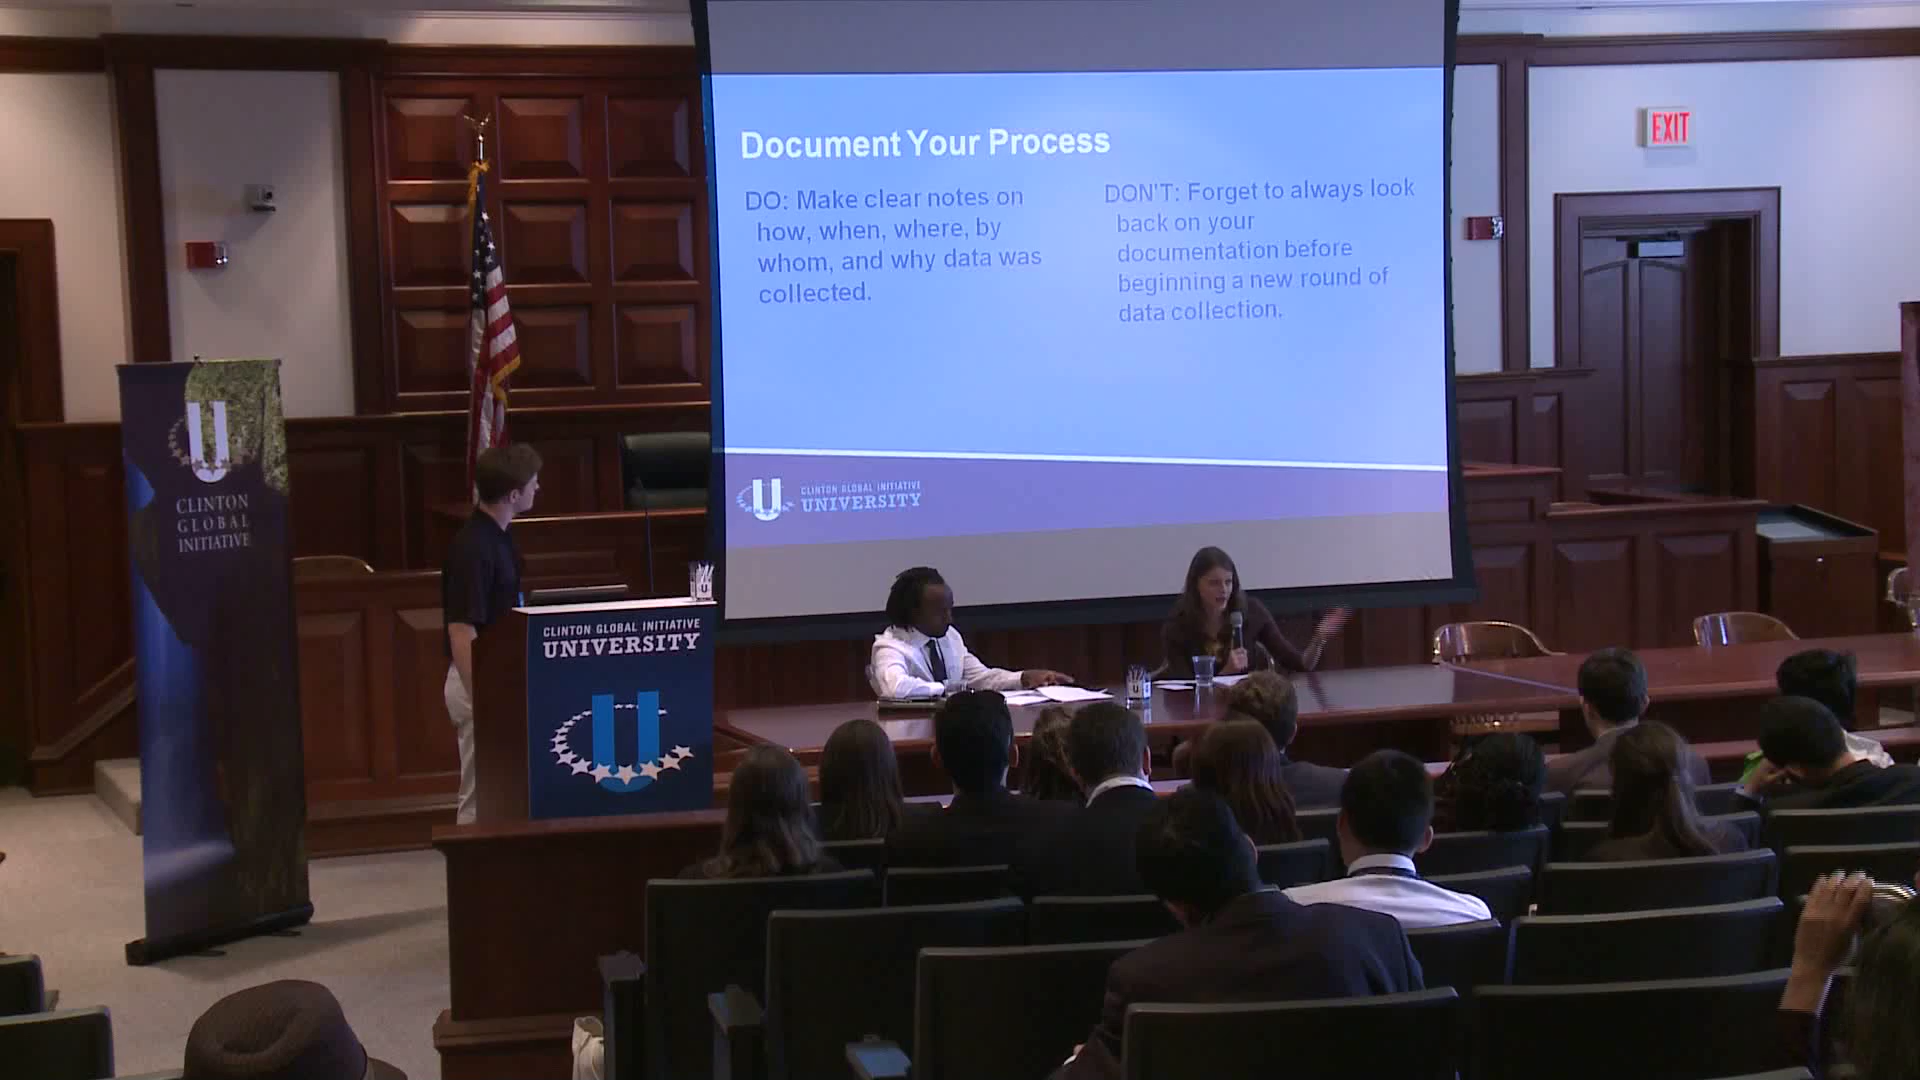 EXIT
Document Your Process
DO: Make clear notes on
how, when, where, by
whom, and why data was
collected.
DON'T: Forget to always look
back on your
documentation before
beginning a new round of
data collection.
U
CLINTON GLOBAL INITIATIVE
UNIVERSITY
U
CLINTON
GLOBAL
INITIATIVE
CLINTON GLOBAL INITIATIVE
UNIVERSITY
U
U